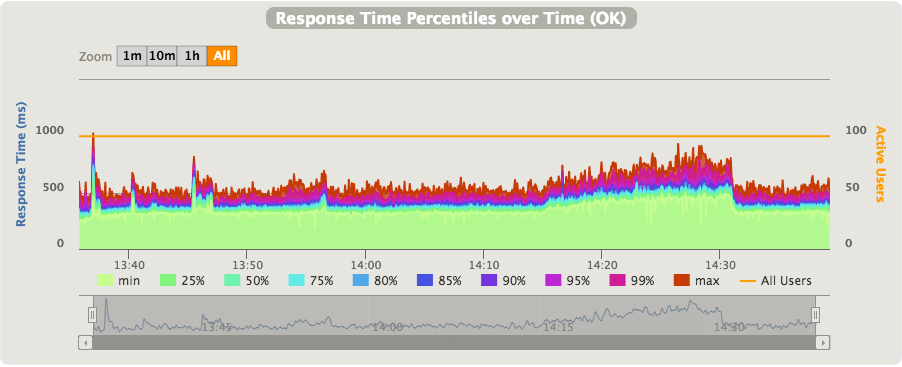 Response Time Percentiles over Time (OK)
Zoom 1m 10m 1h All
Response Time (ms)
1000
500
0
100
50
0
Active Users
13:40 13:50 14:00 14:10 14:20 14:30
min 25% 50% 75% 80% 85% 90% 95% 99% max All Users
13:45 14:00 14:15 14:30